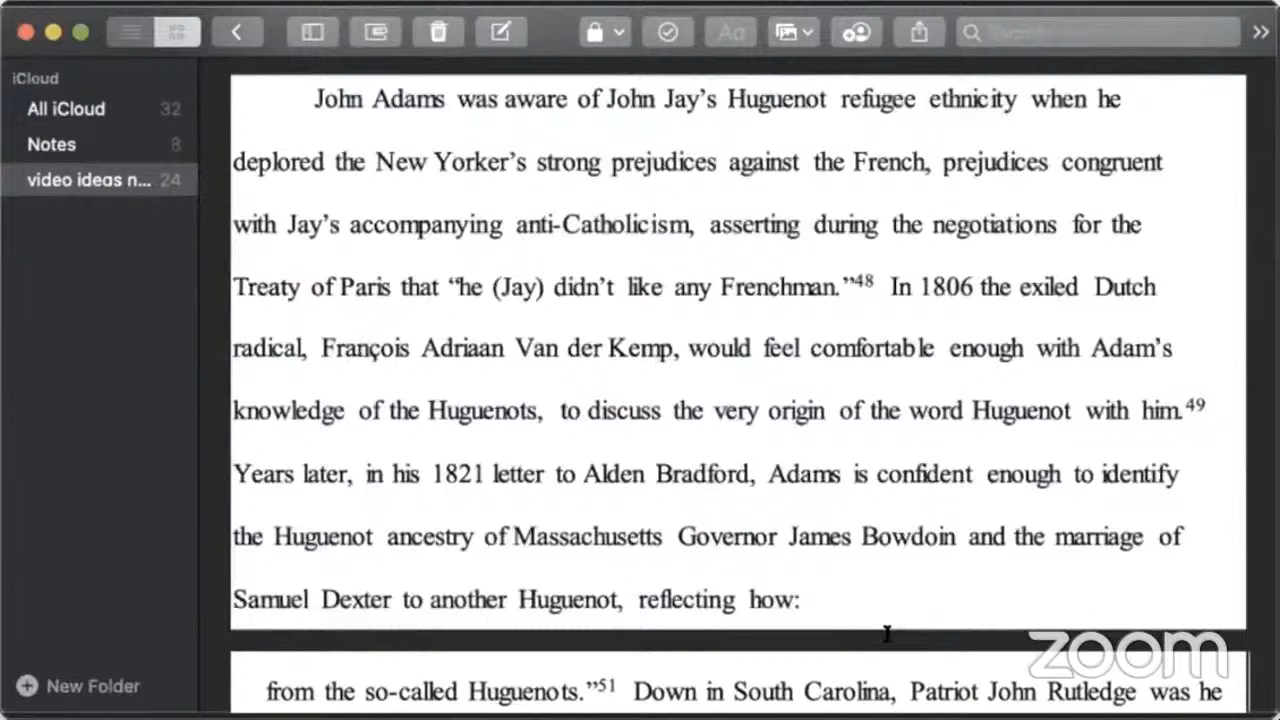 Aa
Search
iCloud
All iCloud 32
Notes 8
video ideas n... 24
John Adams was aware of John Jay's Huguenot refugee ethnicity when he
deplored the New Yorker's strong prejudices against the French, prejudices congruent
with Jay's accompanying anti-Catholicism, asserting during the negotiations for the
Treaty of Paris that “he (Jay) didn't like any Frenchman.”48 In 1806 the exiled Dutch
radical, François Adriaan Van der Kemp, would feel comfortable enough with Adam's
knowledge of the Huguenots, to discuss the very origin of the word Huguenot with him.49
Years later, in his 1821 letter to Alden Bradford, Adams is confident enough to identify
the Huguenot ancestry of Massachusetts Governor James Bowdoin and the marriage of
Samuel Dexter to another Huguenot, reflecting how:
from the so-called Huguenots.”51 Down in South Carolina, Patriot John Rutledge was he
New Folder
zoom